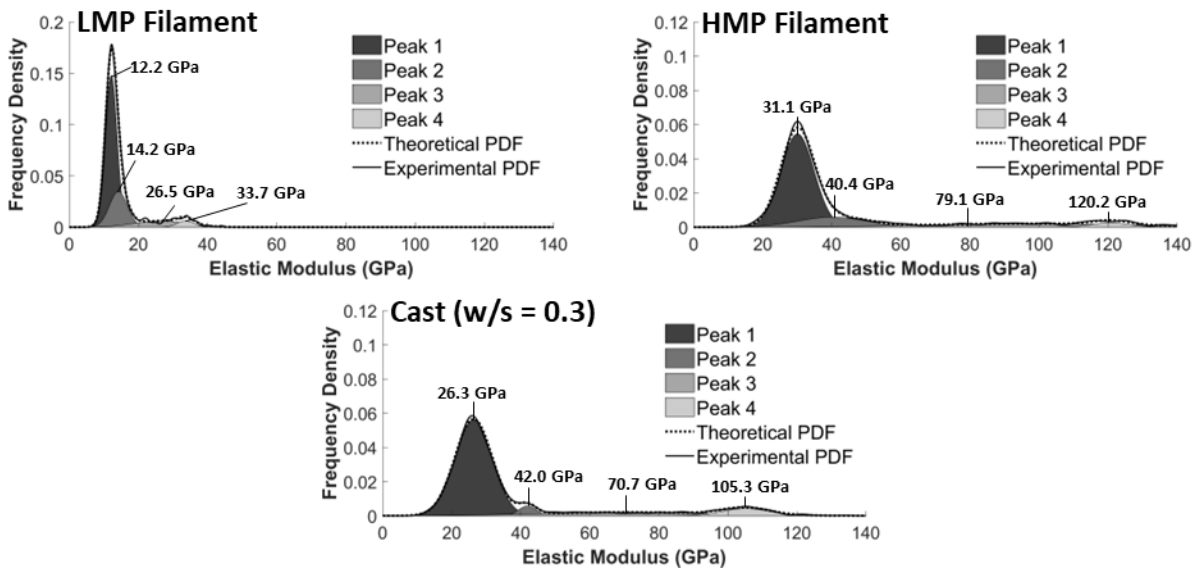 LMP Filament
Frequency Density
0.2
0.15
0.1
0.05
0
12.2 GPa
14.2 GPa
26.5 GPa
33.7 GPa
Peak 1
Peak 2
Peak 3
Peak 4
Theoretical PDF
Experimental PDF
0 20 40 60 80 100 120 140
Elastic Modulus (GPa)
HMP Filament
Frequency Density
0.12
0.1
0.08
0.06
0.04
0.02
0
31.1 GPa
40.4 GPa
79.1 GPa
120.2 GPa
Peak 1
Peak 2
Peak 3
Peak 4
Theoretical PDF
Experimental PDF
0 20 40 60 80 100 120 140
Elastic Modulus (GPa)
Cast (w/s = 0.3)
Frequency Density
0.12
0.1
0.08
0.06
0.04
0.02
0
26.3 GPa
42.0 GPa
70.7 GPa
105.3 GPa
Peak 1
Peak 2
Peak 3
Peak 4
Theoretical PDF
Experimental PDF
0 20 40 60 80 100 120 140
Elastic Modulus (GPa)